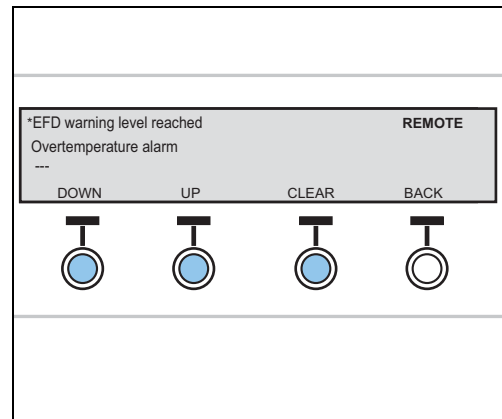 *EFD warning level reached REMOTE
Overtemperature alarm
---
DOWN UP CLEAR BACK